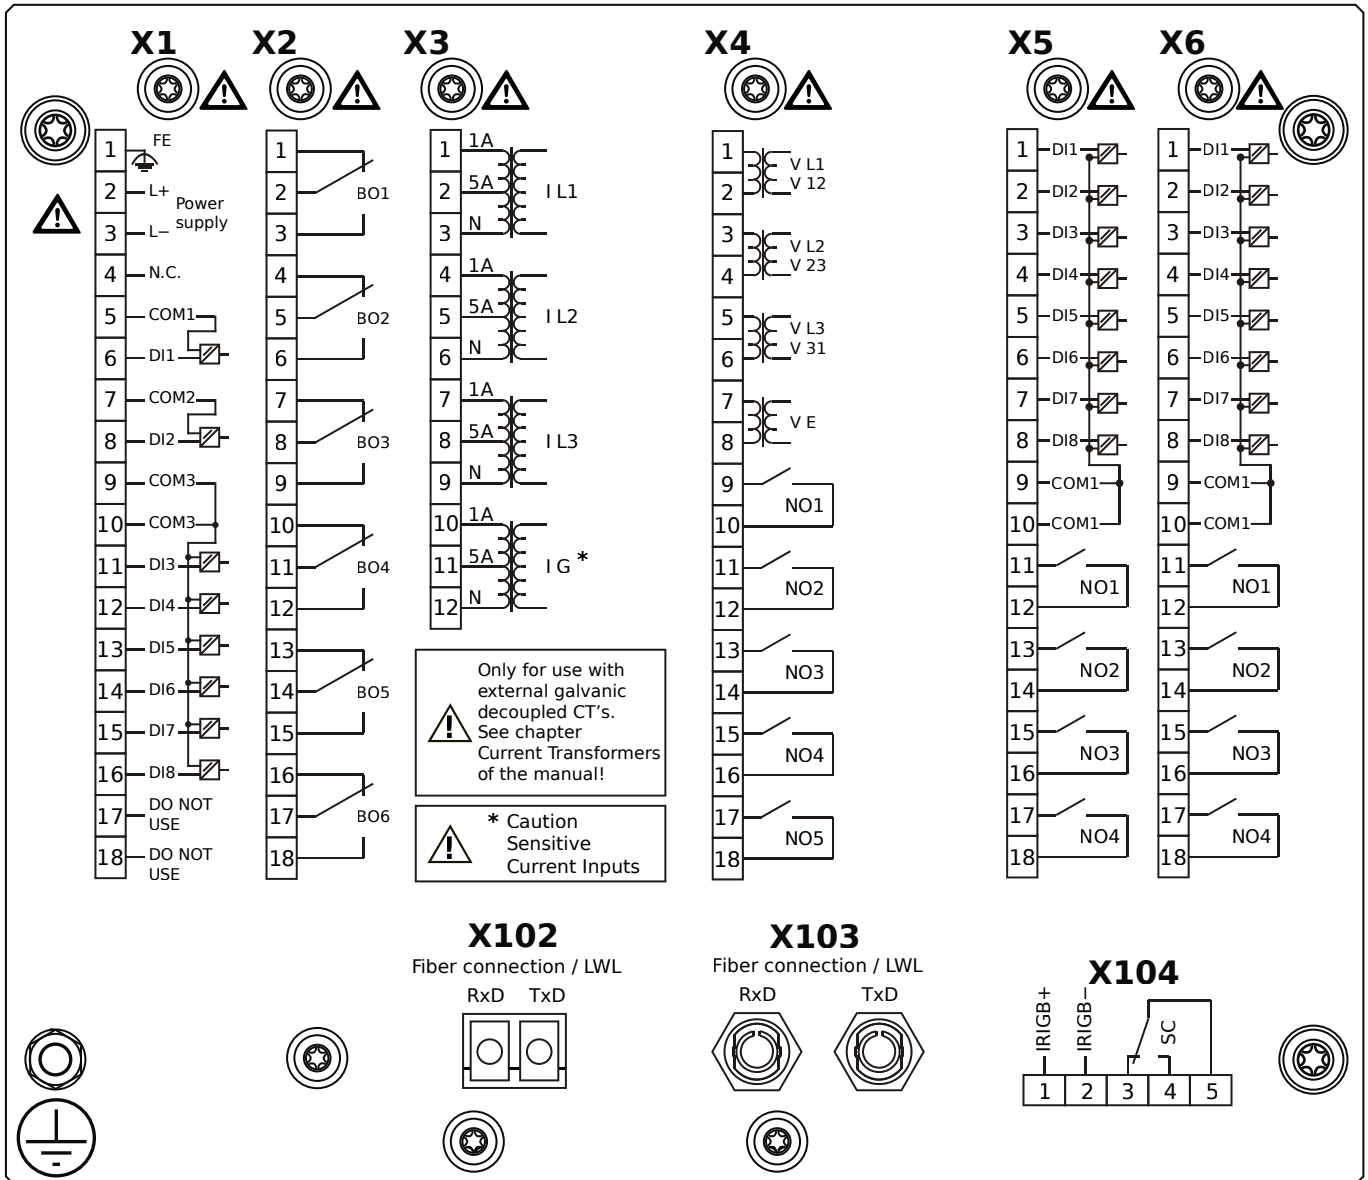 X1 X2 X3 X4 X5 X6
1 FE
2 L+
Power
supply
3 L−
4 N.C.
5 COM1
6 DI1
7 COM2
8 DI2
9 COM3
10 COM3
11 DI3
12 DI4
13 DI5
14 DI6
15 DI7
16 DI8
17 DO NOT
USE
18 DO NOT
USE
1
2 BO1
3
4
5 BO2
6
7
8 BO3
9
10
11 BO4
12
13
14 BO5
15
16
17 BO6
18
1 1A
2 5A I L1
3 N
4 1A
5 5A I L2
6 N
7 1A
8 5A I L3
9 N
10 1A
11 5A I G *
12 N
Only for use with
external galvanic
decoupled CT's.
See chapter
Current Transformers
of the manual!
* Caution
Sensitive
Current Inputs
1 V L1
2 V 12
3 V L2
4 V 23
5 V L3
6 V 31
7 V E
8
9 NO1
10
11 NO2
12
13 NO3
14
15 NO4
16
17 NO5
18
1 DI1
2 DI2
3 DI3
4 DI4
5 DI5
6 DI6
7 DI7
8 DI8
9 COM1
10 COM1
11 NO1
12
13 NO2
14
15 NO3
16
17 NO4
18
1 DI1
2 DI2
3 DI3
4 DI4
5 DI5
6 DI6
7 DI7
8 DI8
9 COM1
10 COM1
11 NO1
12
13 NO2
14
15 NO3
16
17 NO4
18
X102
Fiber connection / LWL
RxD TxD
X103
Fiber connection / LWL
RxD TxD
X104
IRIGB+
IRIGB−
SC
1 2 3 4 5